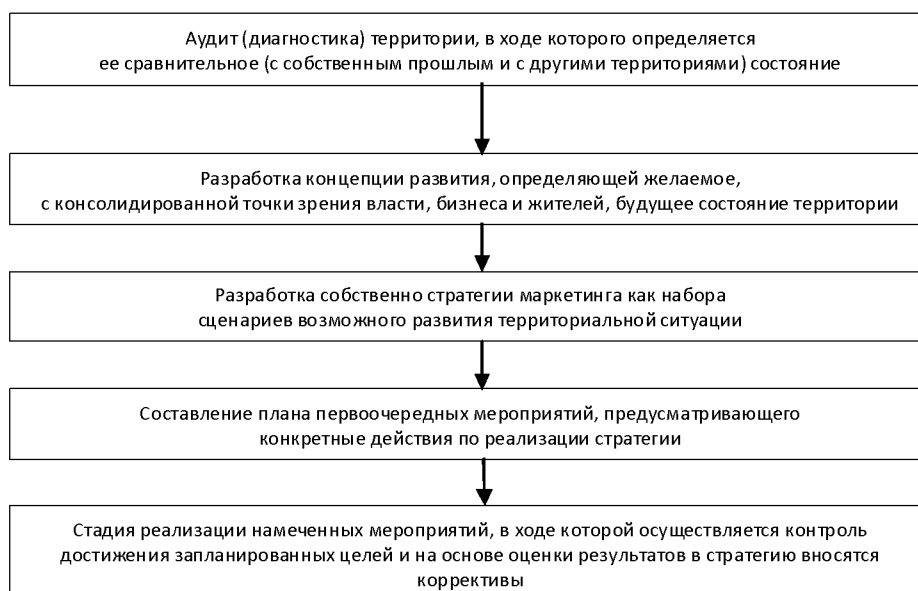 Аудит (диагностика) территории, в ходе которого определяется
ее сравнительное (с собственным прошлым и с другими территориями) состояние
Разработка концепции развития, определяющей желаемое,
с консолидированной точки зрения власти, бизнеса и жителей, будущее состояние территории
Разработка собственно стратегии маркетинга как набора
сценариев возможного развития территориальной ситуации
Составление плана первоочередных мероприятий, предусматривающего
конкретные действия по реализации стратегии
Стадия реализации намеченных мероприятий, в ходе которой осуществляется контроль
достижения запланированных целей и на основе оценки результатов в стратегию вносятся
коррективы